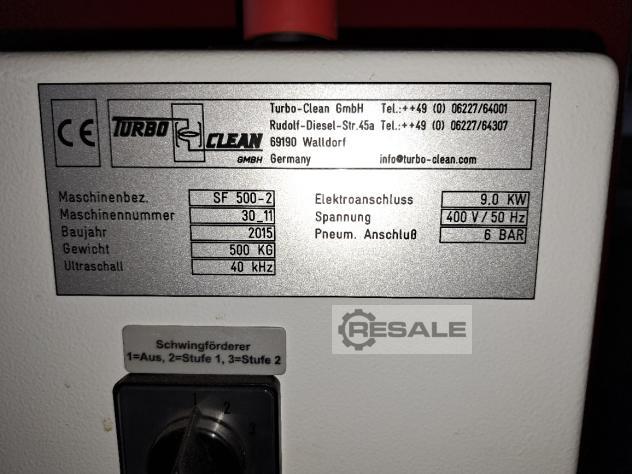 CE
TURBO CLEAN
GMBH
Turbo-Clean GmbH Tel.:++49 (0) 06227/64001
Rudolf-Diesel-Str.45a Tel.:++49 (0) 06227/64307
69190 Walldorf
Germany info@turbo-clean.com
Maschinenbez. SF 500-2
Maschinennummer 30_11
Baujahr 2015
Gewicht 500 KG
Ultraschall 40 kHz
Elektroanschluss 9.0 KW
Spannung 400 V/50 Hz
Pneum. Anschluß 6 BAR
RESALE
Schwingförderer
1=Aus, 2=Stufe 1, 3=Stufe 2
1 2 3